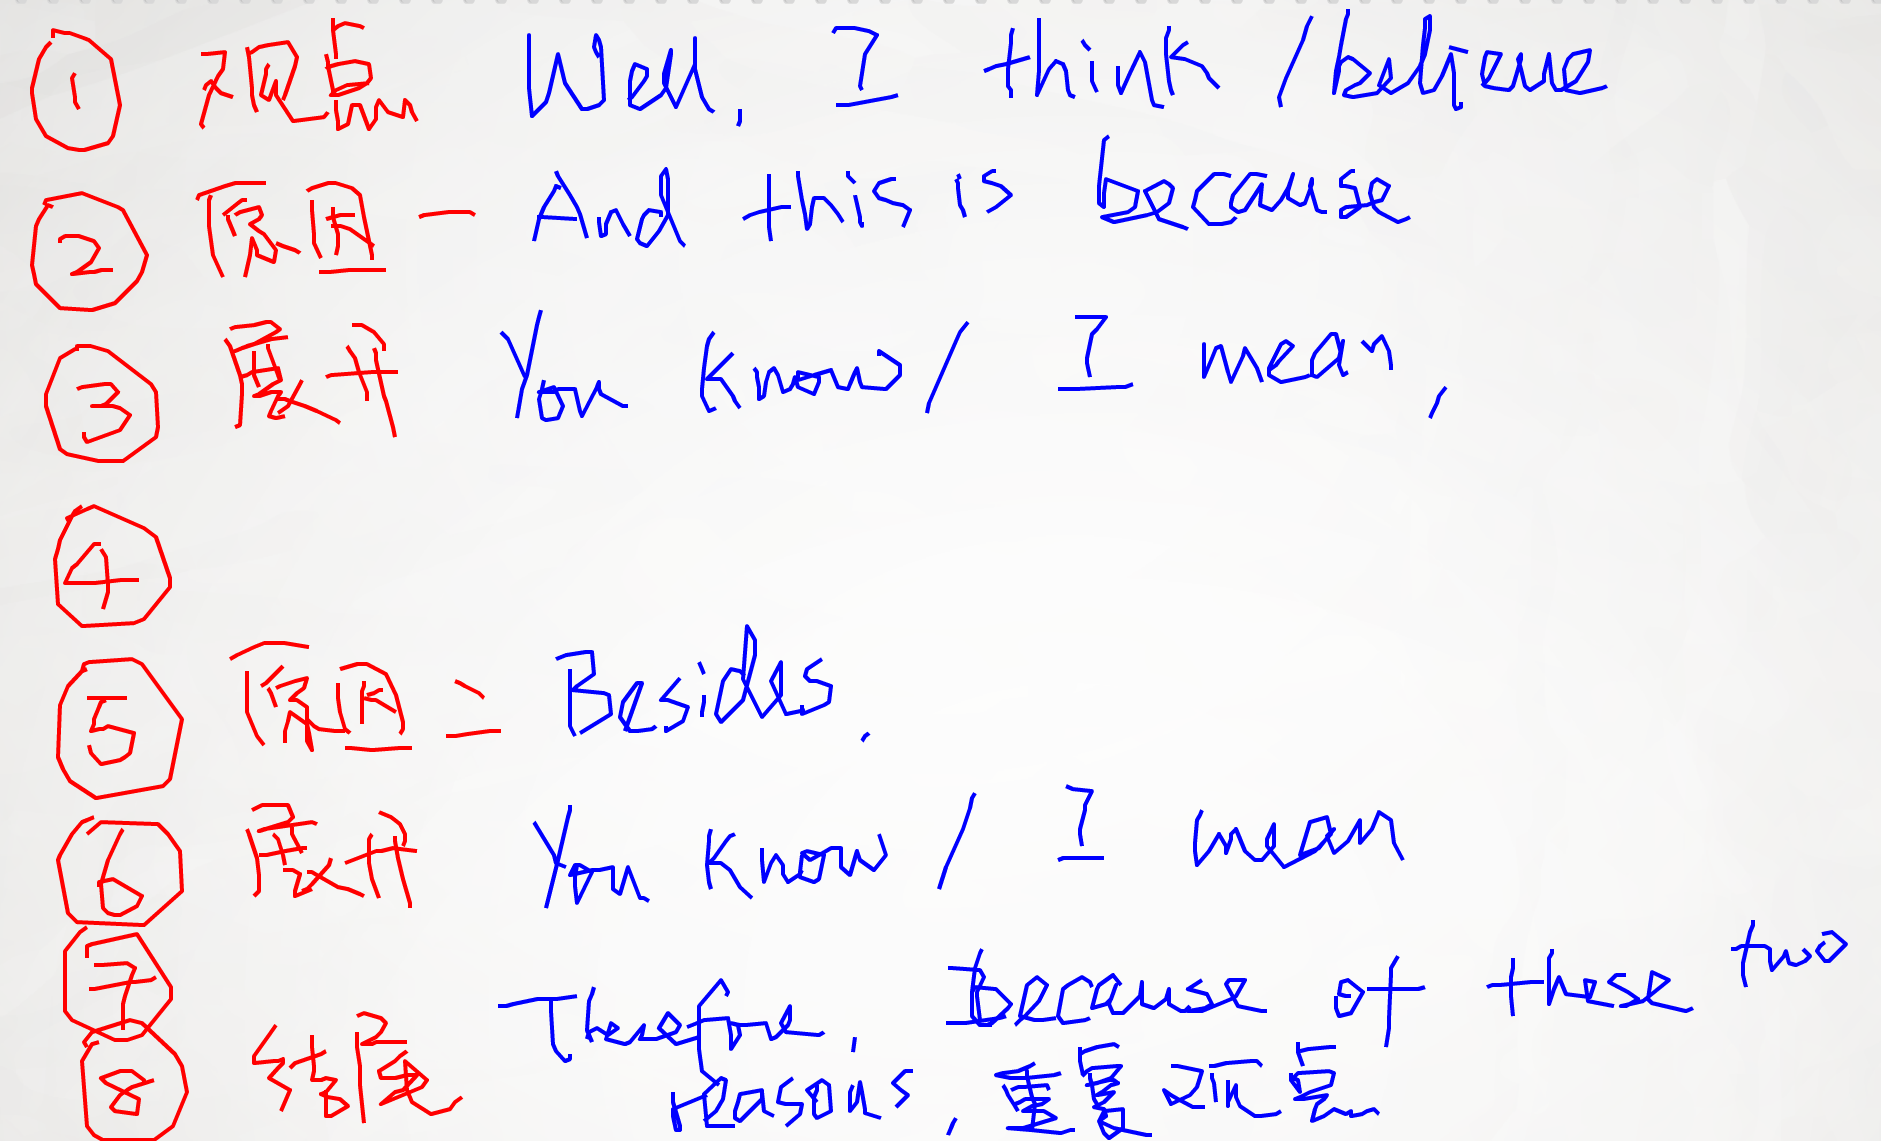 ① 观点 Well, I think / believe
② 原因一 And this is because
③ 展开 You know / I mean,
④
⑤ 原因二 Besides,
⑥ 展开 You know / I mean
⑦
⑧ 结尾 Therefore, Because of these two
reasons, 重复观点